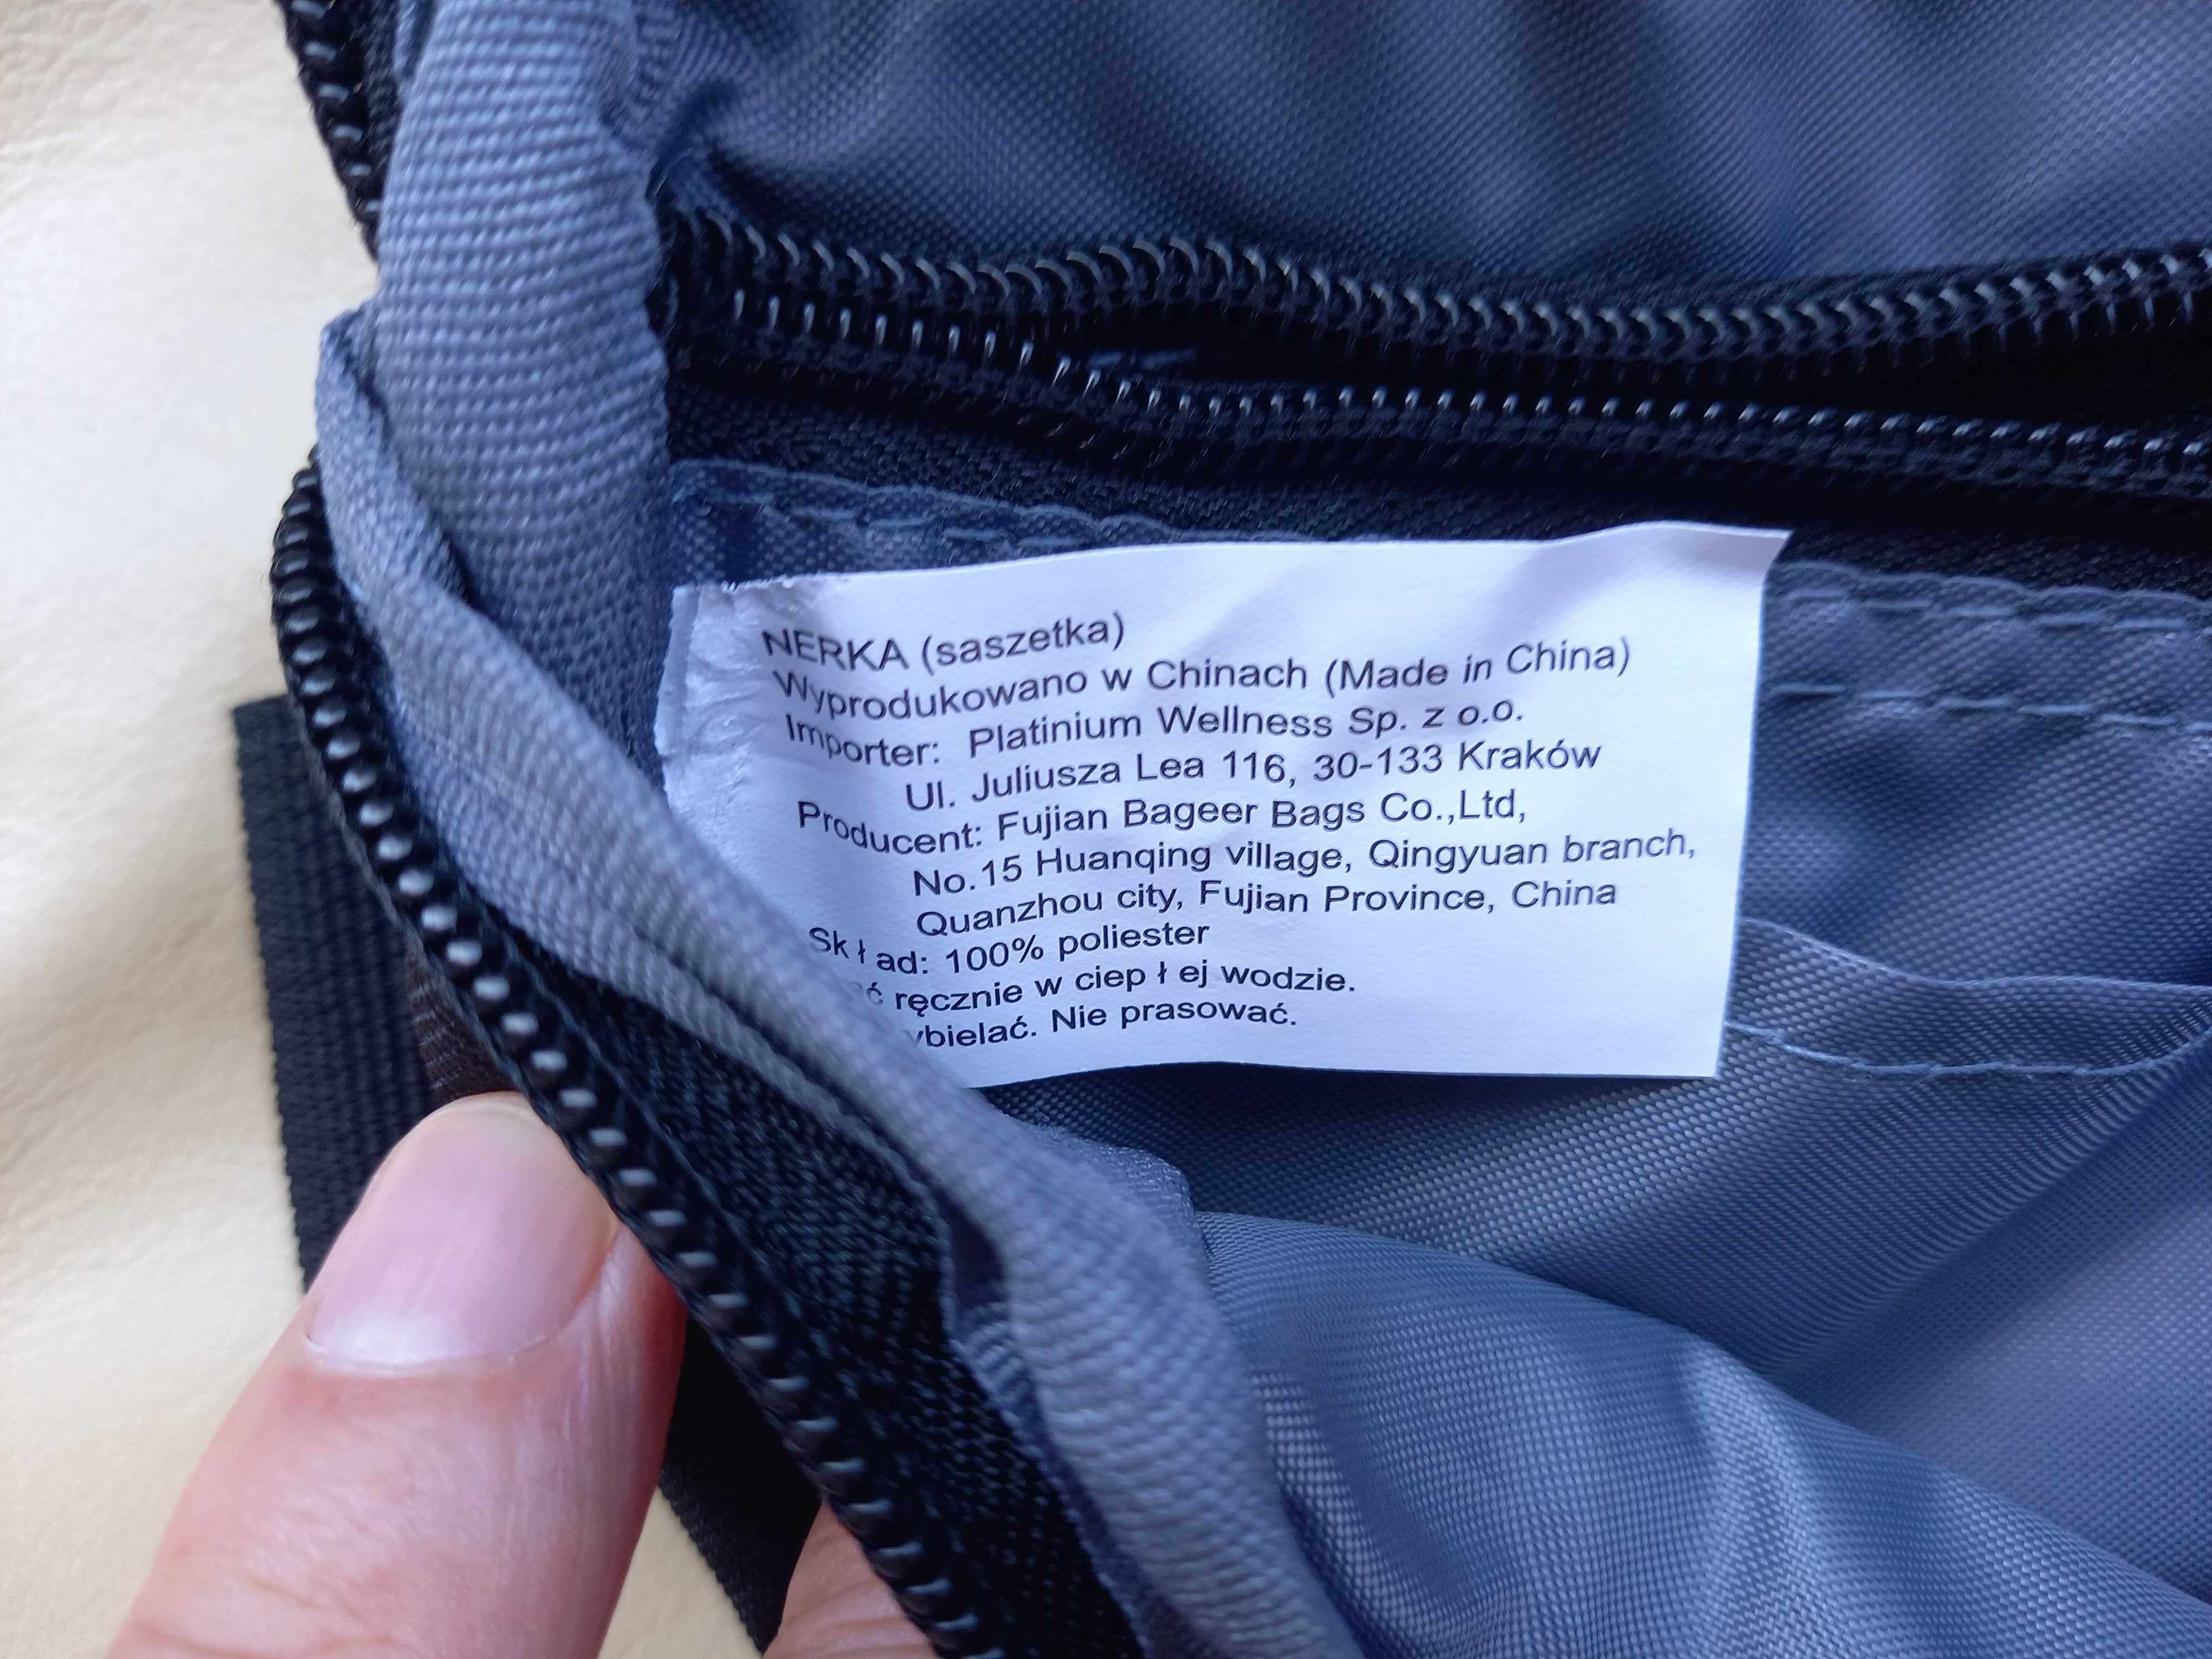 NERKA (saszetka)
Wyprodukowano w Chinach (Made in China)
Importer: Platinium Wellness Sp. z o.o.
Ul. Juliusza Lea 116, 30-133 Kraków
Producent: Fujian Bageer Bags Co.,Ltd,
No.15 Huanqing village, Qingyuan branch,
Quanzhou city, Fujian Province, China
Sk ł ad: 100% poliester
ręcznie w ciep ł ej wodzie.
Nie prasować.